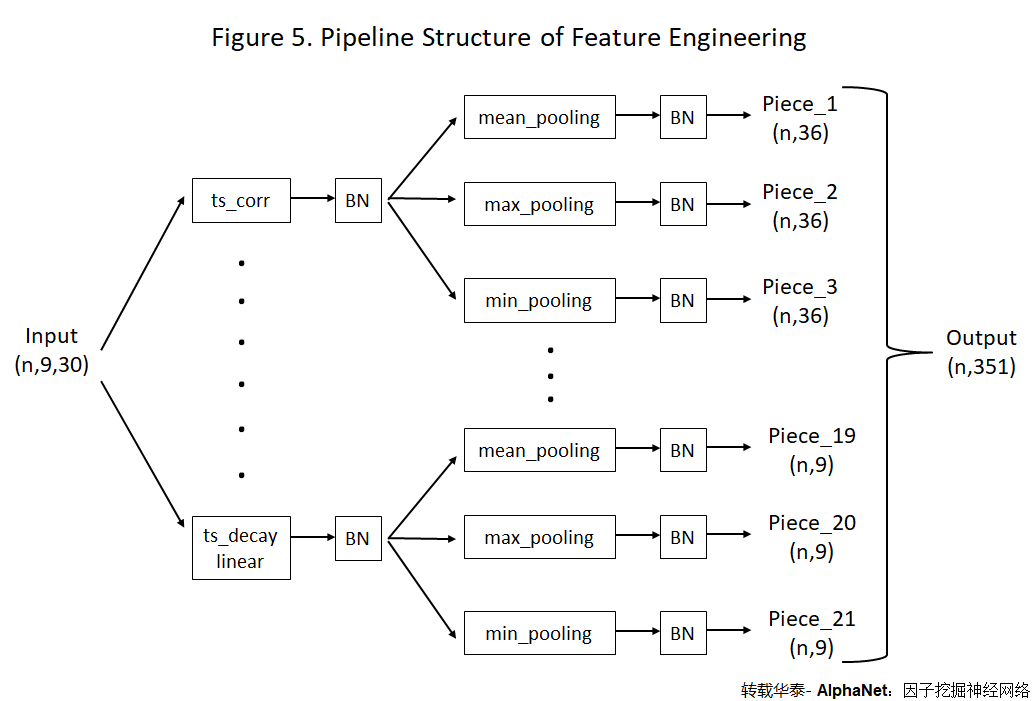 Figure 5. Pipeline Structure of Feature Engineering
mean_pooling
BN
Piece_1
(n,36)
ts_corr
BN
max_pooling
BN
Piece_2
(n,36)
min_pooling
BN
Piece_3
(n,36)
Input
(n,9,30)
Output
(n,351)
mean_pooling
BN
Piece_19
(n,9)
ts_decay
linear
BN
max_pooling
BN
Piece_20
(n,9)
min_pooling
BN
Piece_21
(n,9)
转载华泰- AlphaNet：因子挖掘神经网络